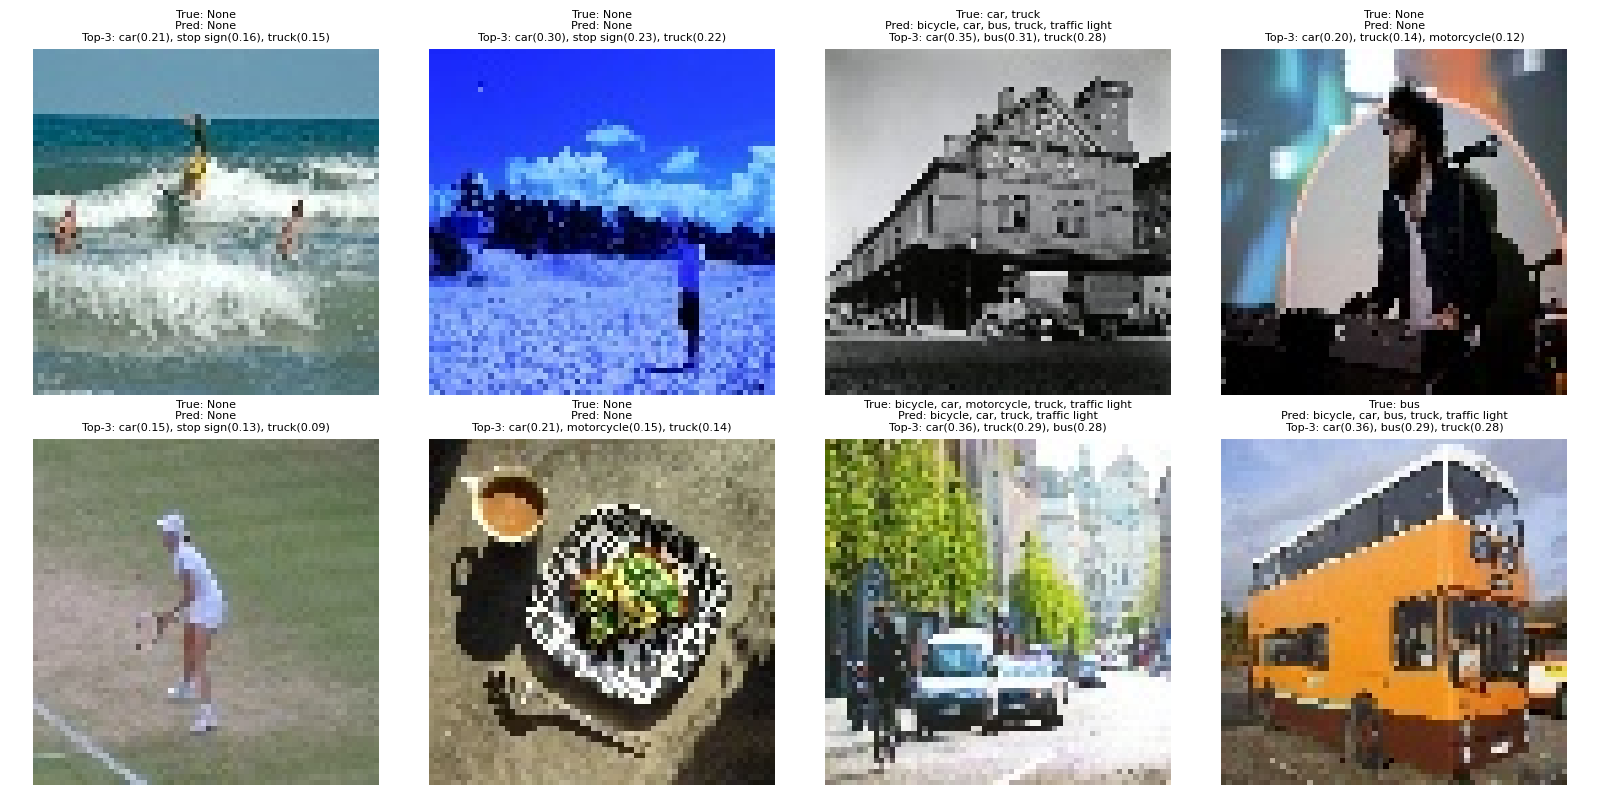 True: None
Pred: None
Top-3: car(0.21), stop sign(0.16), truck(0.15)
True: None
Pred: None
Top-3: car(0.30), stop sign(0.23), truck(0.22)
True: car, truck
Pred: bicycle, car, bus, truck, traffic light
Top-3: car(0.35), bus(0.31), truck(0.28)
True: None
Pred: None
Top-3: car(0.20), truck(0.14), motorcycle(0.12)
True: None
Pred: None
Top-3: car(0.15), stop sign(0.13), truck(0.09)
True: None
Pred: None
Top-3: car(0.21), motorcycle(0.15), truck(0.14)
True: bicycle, car, motorcycle, truck, traffic light
Pred: bicycle, car, truck, traffic light
Top-3: car(0.36), truck(0.29), bus(0.28)
True: bus
Pred: bicycle, car, bus, truck, traffic light
Top-3: car(0.36), bus(0.29), truck(0.28)